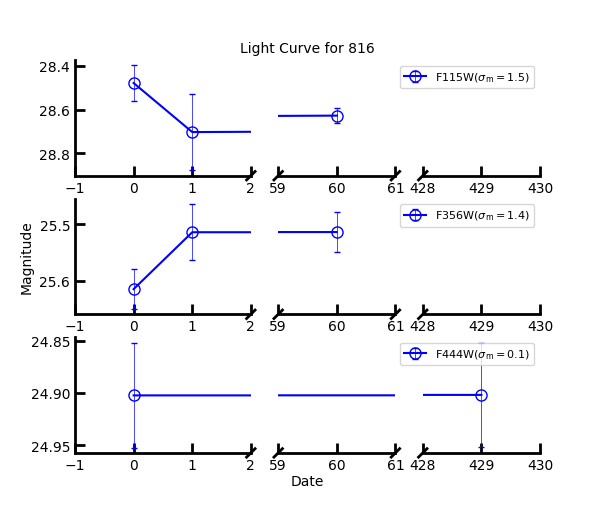 Light Curve for 816
28.4
28.6
28.8
F115W(σm = 1.5)
−1 0 1 2 59 60 61 428 429 430
Magnitude
25.5
25.6
F356W(σm = 1.4)
−1 0 1 2 59 60 61 428 429 430
24.85
24.90
24.95
F444W(σm = 0.1)
−1 0 1 2 59 60 61 428 429 430
Date